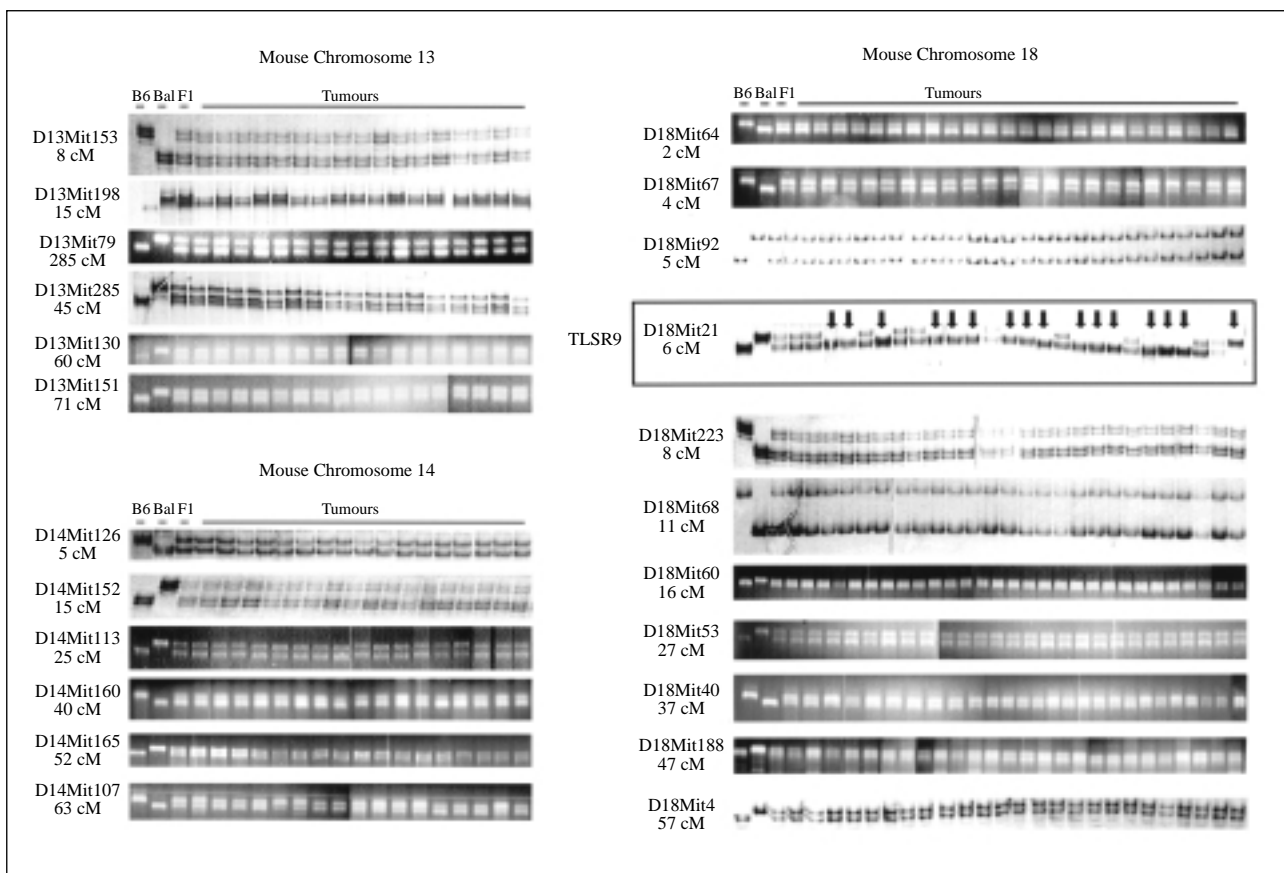 Mouse Chromosome 13
B6 Bal F1 Tumours
D13Mit153
8 cM
D13Mit198
15 cM
D13Mit79
285 cM
D13Mit285
45 cM
D13Mit130
60 cM
D13Mit151
71 cM
Mouse Chromosome 14
B6 Bal F1 Tumours
D14Mit126
5 cM
D14Mit152
15 cM
D14Mit113
25 cM
D14Mit160
40 cM
D14Mit165
52 cM
D14Mit107
63 cM
Mouse Chromosome 18
B6 Bal F1 Tumours
D18Mit64
2 cM
D18Mit67
4 cM
D18Mit92
5 cM
TLSR9
D18Mit21
6 cM
D18Mit223
8 cM
D18Mit68
11 cM
D18Mit60
16 cM
D18Mit53
27 cM
D18Mit40
37 cM
D18Mit188
47 cM
D18Mit4
57 cM